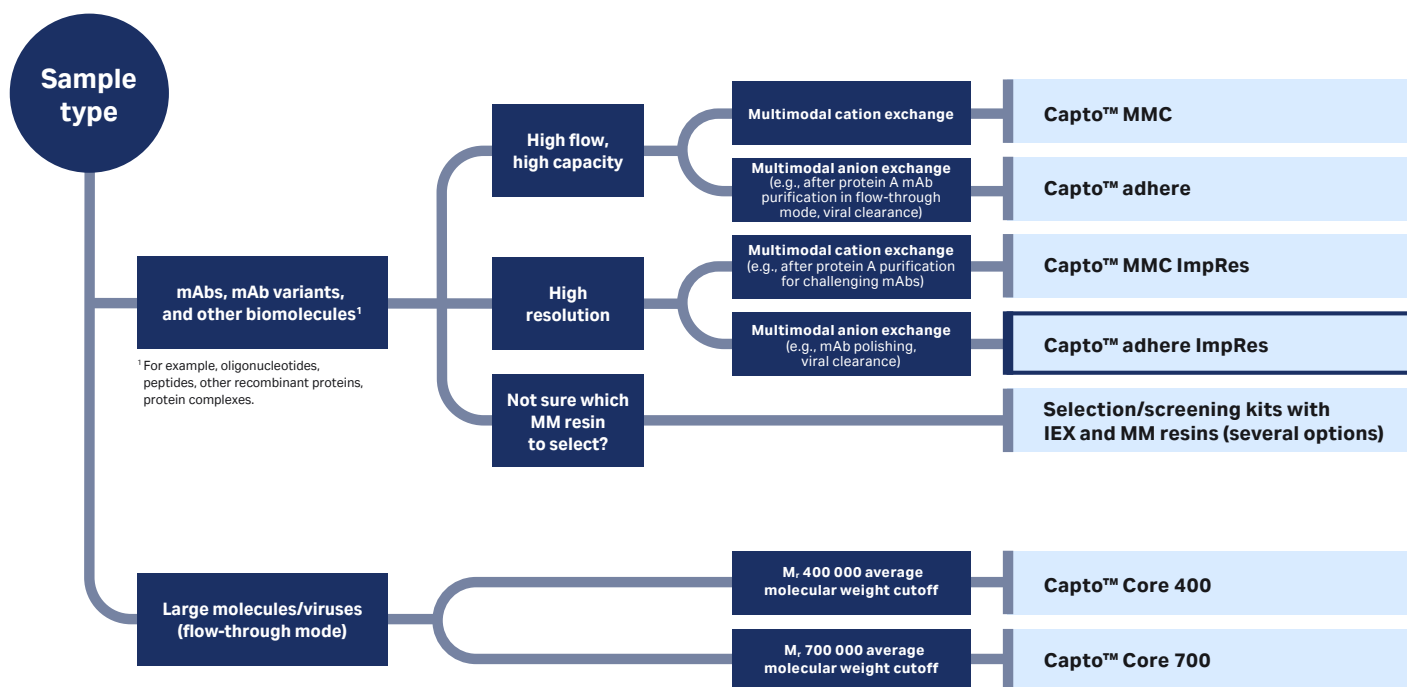 Sample
type
mAbs, mAb variants,
and other biomolecules¹
¹ For example, oligonucleotides,
peptides, other recombinant proteins,
protein complexes.
High flow,
high capacity
Multimodal cation exchange
Capto™ MMC
Multimodal anion exchange
(e.g., after protein A mAb
purification in flow-through
mode, viral clearance)
Capto™ adhere
High
resolution
Multimodal cation exchange
(e.g., after protein A purification
for challenging mAbs)
Capto™ MMC ImpRes
Multimodal anion exchange
(e.g., mAb polishing,
viral clearance)
Capto™ adhere ImpRes
Not sure which
MM resin
to select?
Selection/screening kits with
IEX and MM resins (several options)
Large molecules/viruses
(flow-through mode)
Mᵣ 400 000 average
molecular weight cutoff
Capto™ Core 400
Mᵣ 700 000 average
molecular weight cutoff
Capto™ Core 700